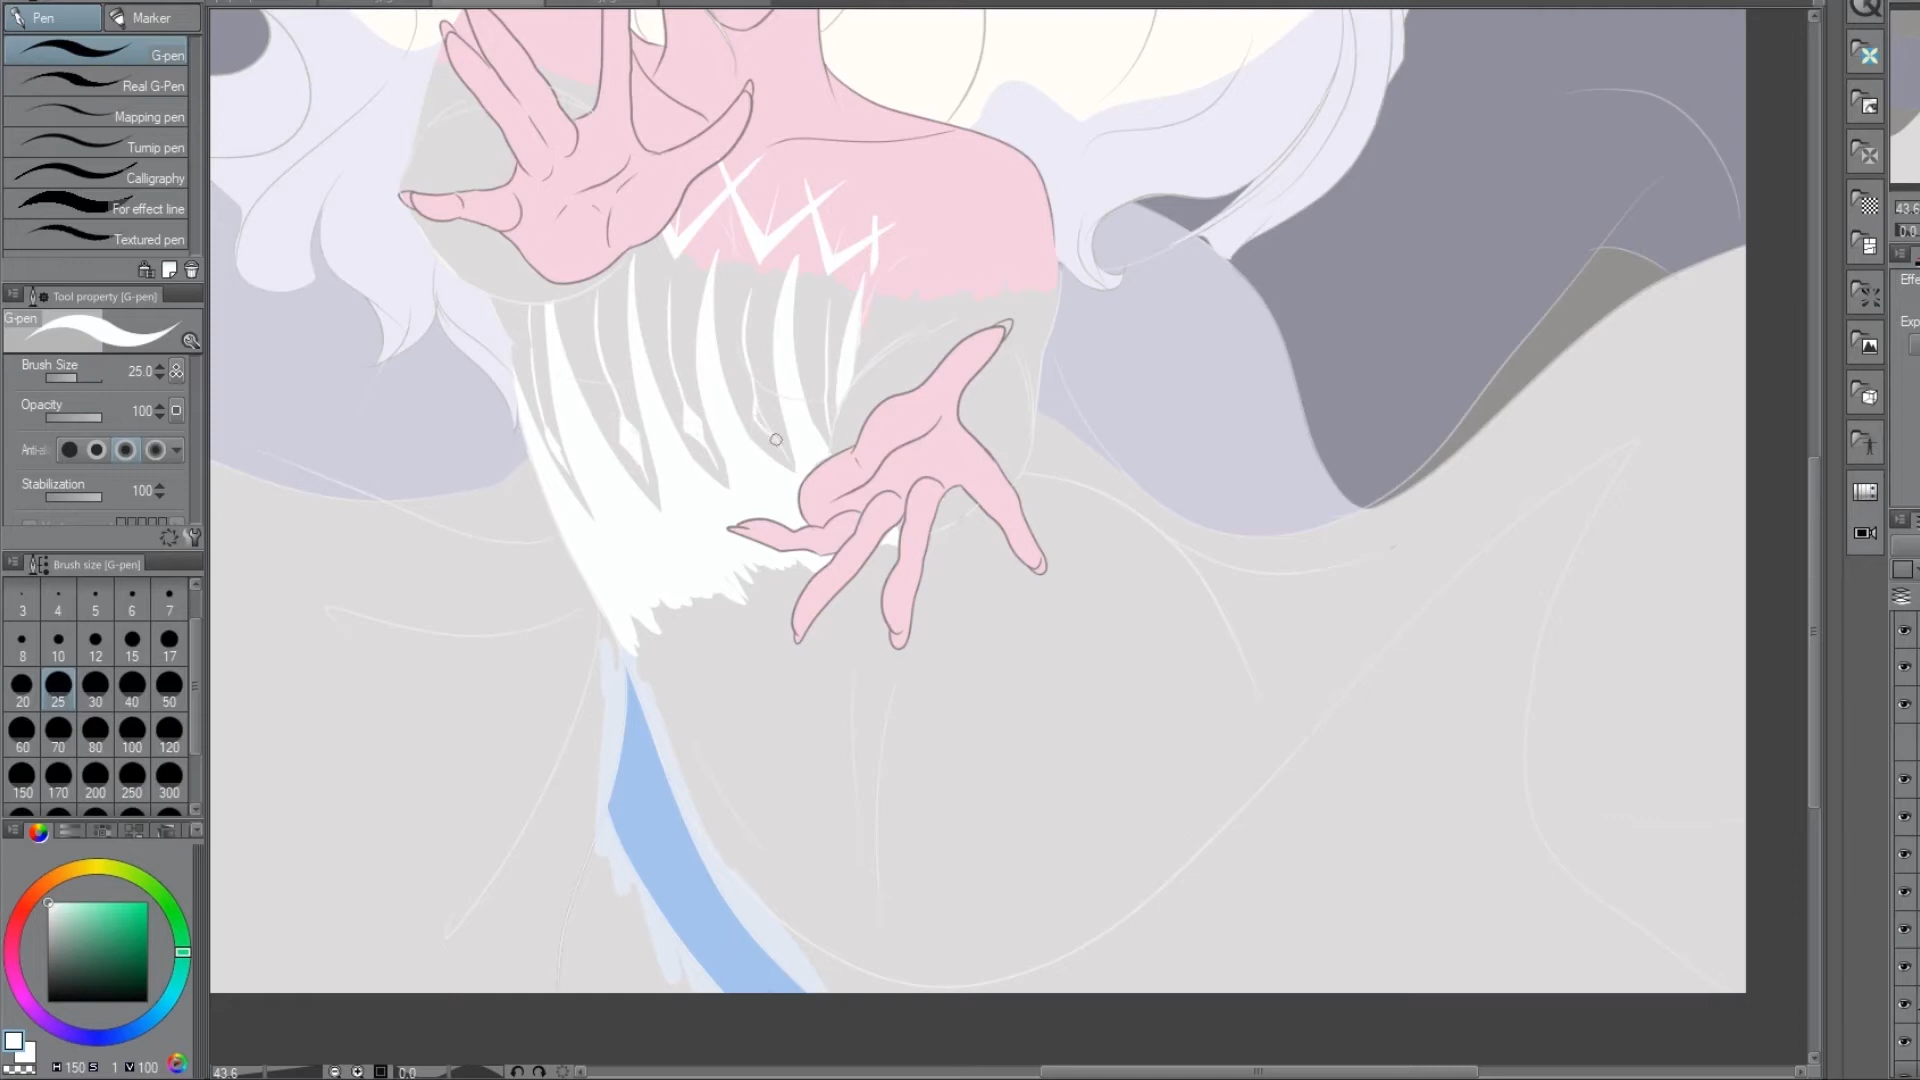 Pen Marker
G-pen
Real G-Pen
Mapping pen
Turnip pen
Calligraphy
For effect line
Textured pen
Tool property [G-pen]
G-pen
Brush Size 25.0
Opacity 100
Stabilization 100
Brush size [G-pen]
3 4 5 6 7
8 10 12 15 17
20 25 30 40 50
60 70 80 100 120
150 170 200 250 300
H 150 S 1 V 100
43.6 0.0
43.6
0.0
Effe
Exp